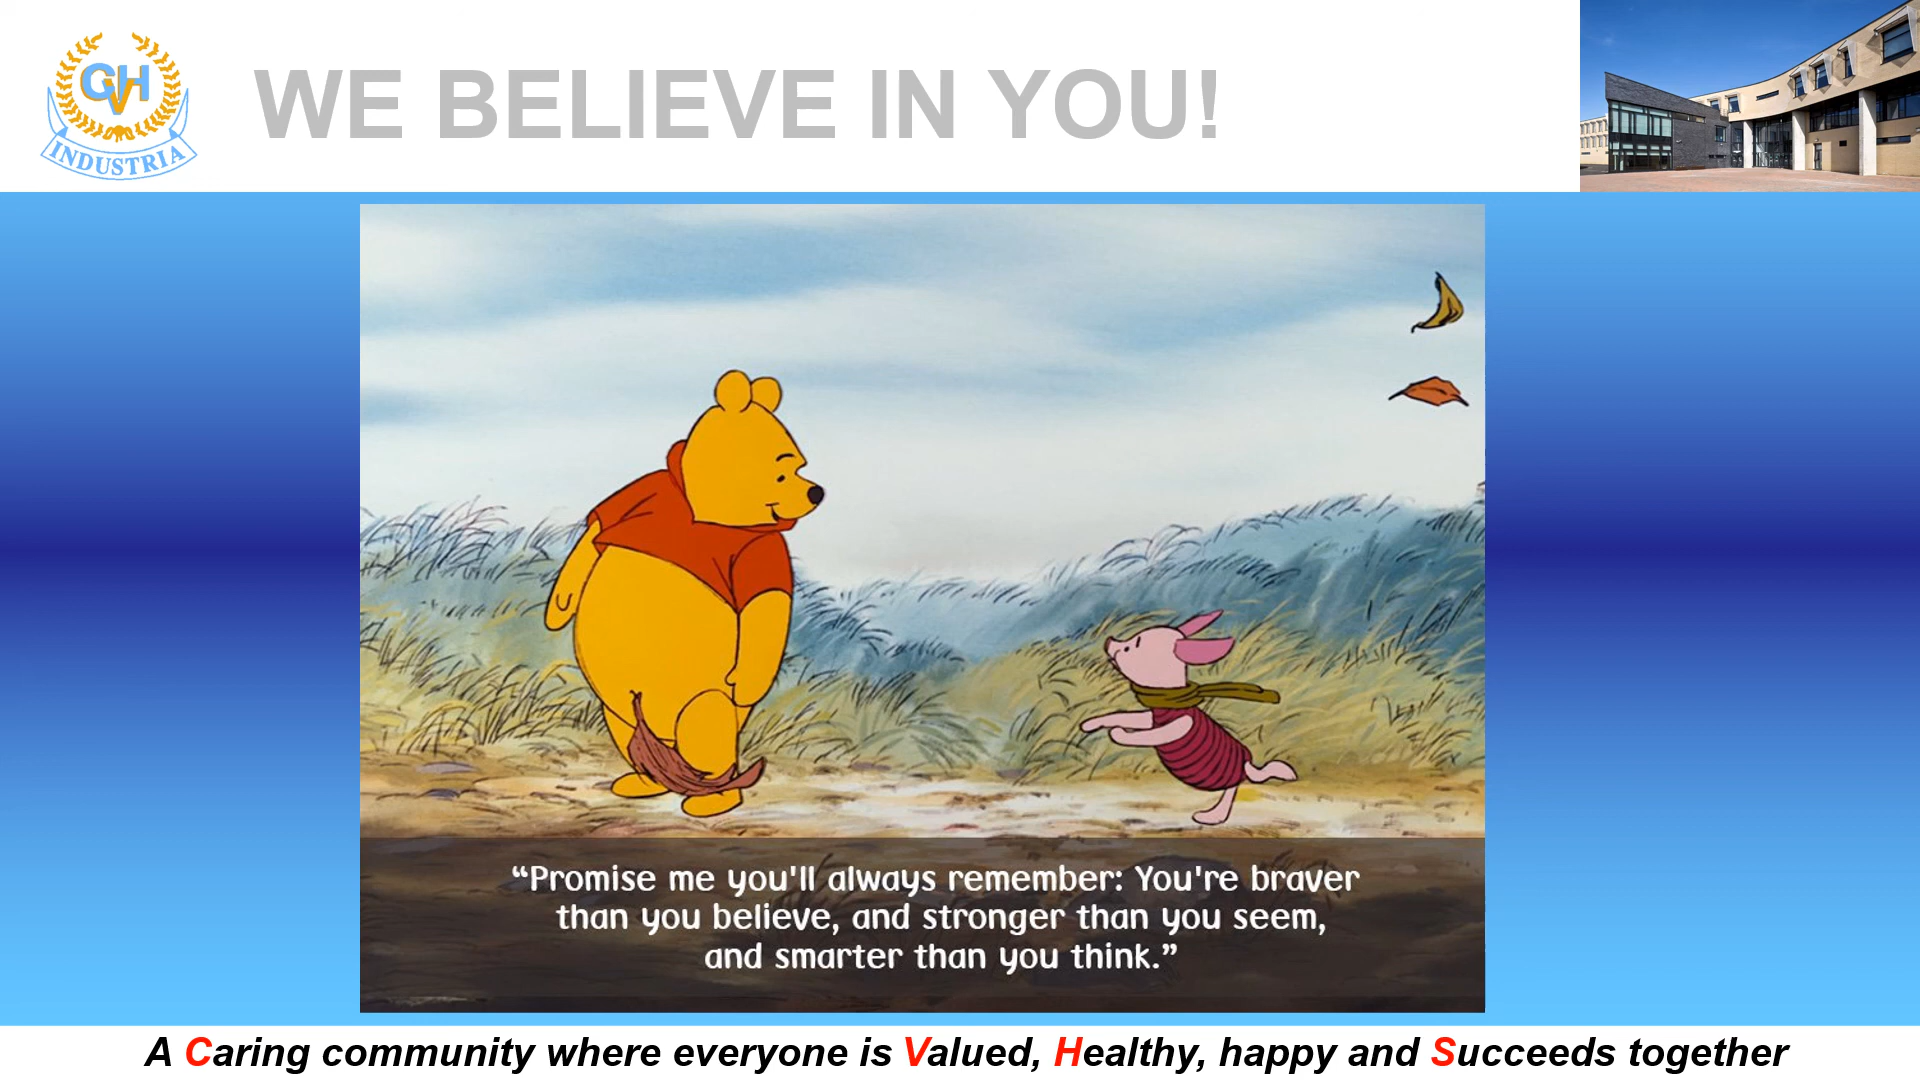 CVH
INDUSTRIA
WE BELIEVE IN YOU!
“Promise me you'll always remember: You're braver
than you believe, and stronger than you seem,
and smarter than you think.”
A Caring community where everyone is Valued, Healthy, happy and Succeeds together